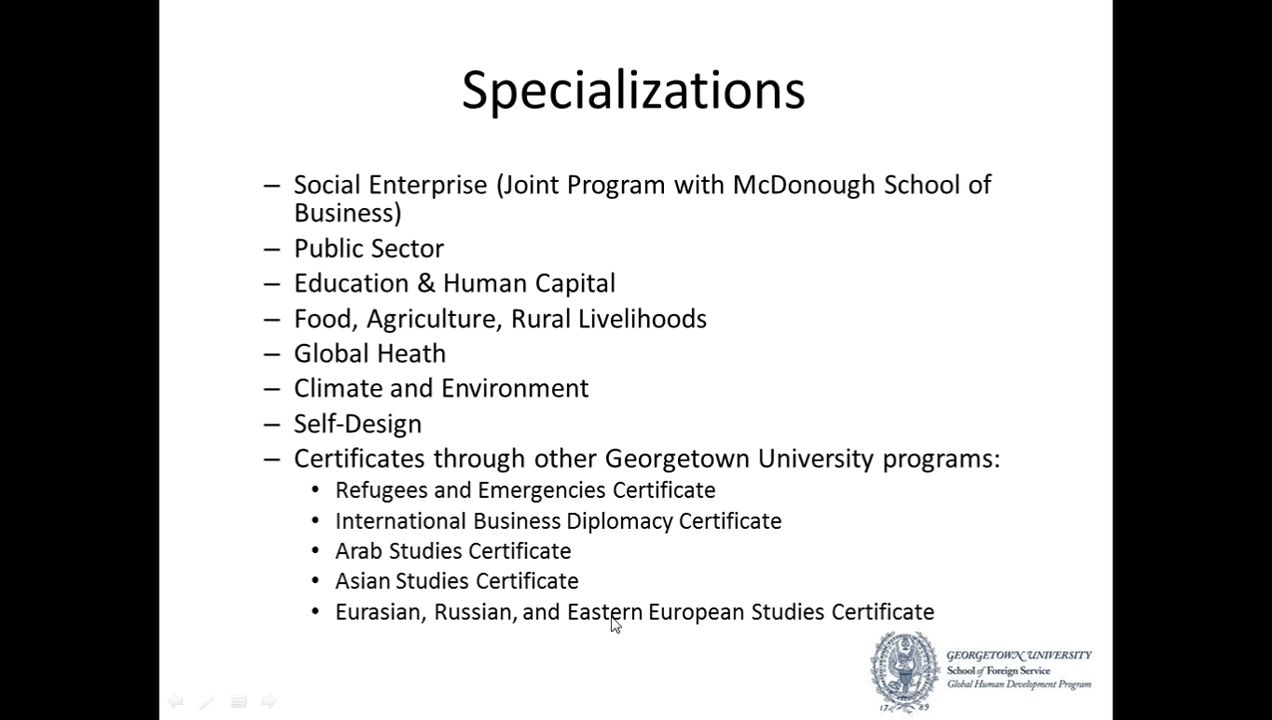 Specializations
– Social Enterprise (Joint Program with McDonough School of
Business)
– Public Sector
– Education & Human Capital
– Food, Agriculture, Rural Livelihoods
– Global Heath
– Climate and Environment
– Self-Design
– Certificates through other Georgetown University programs:
• Refugees and Emergencies Certificate
• International Business Diplomacy Certificate
• Arab Studies Certificate
• Asian Studies Certificate
• Eurasian, Russian, and Eastern European Studies Certificate
GEORGETOWN UNIVERSITY
School of Foreign Service
Global Human Development Program
17 89